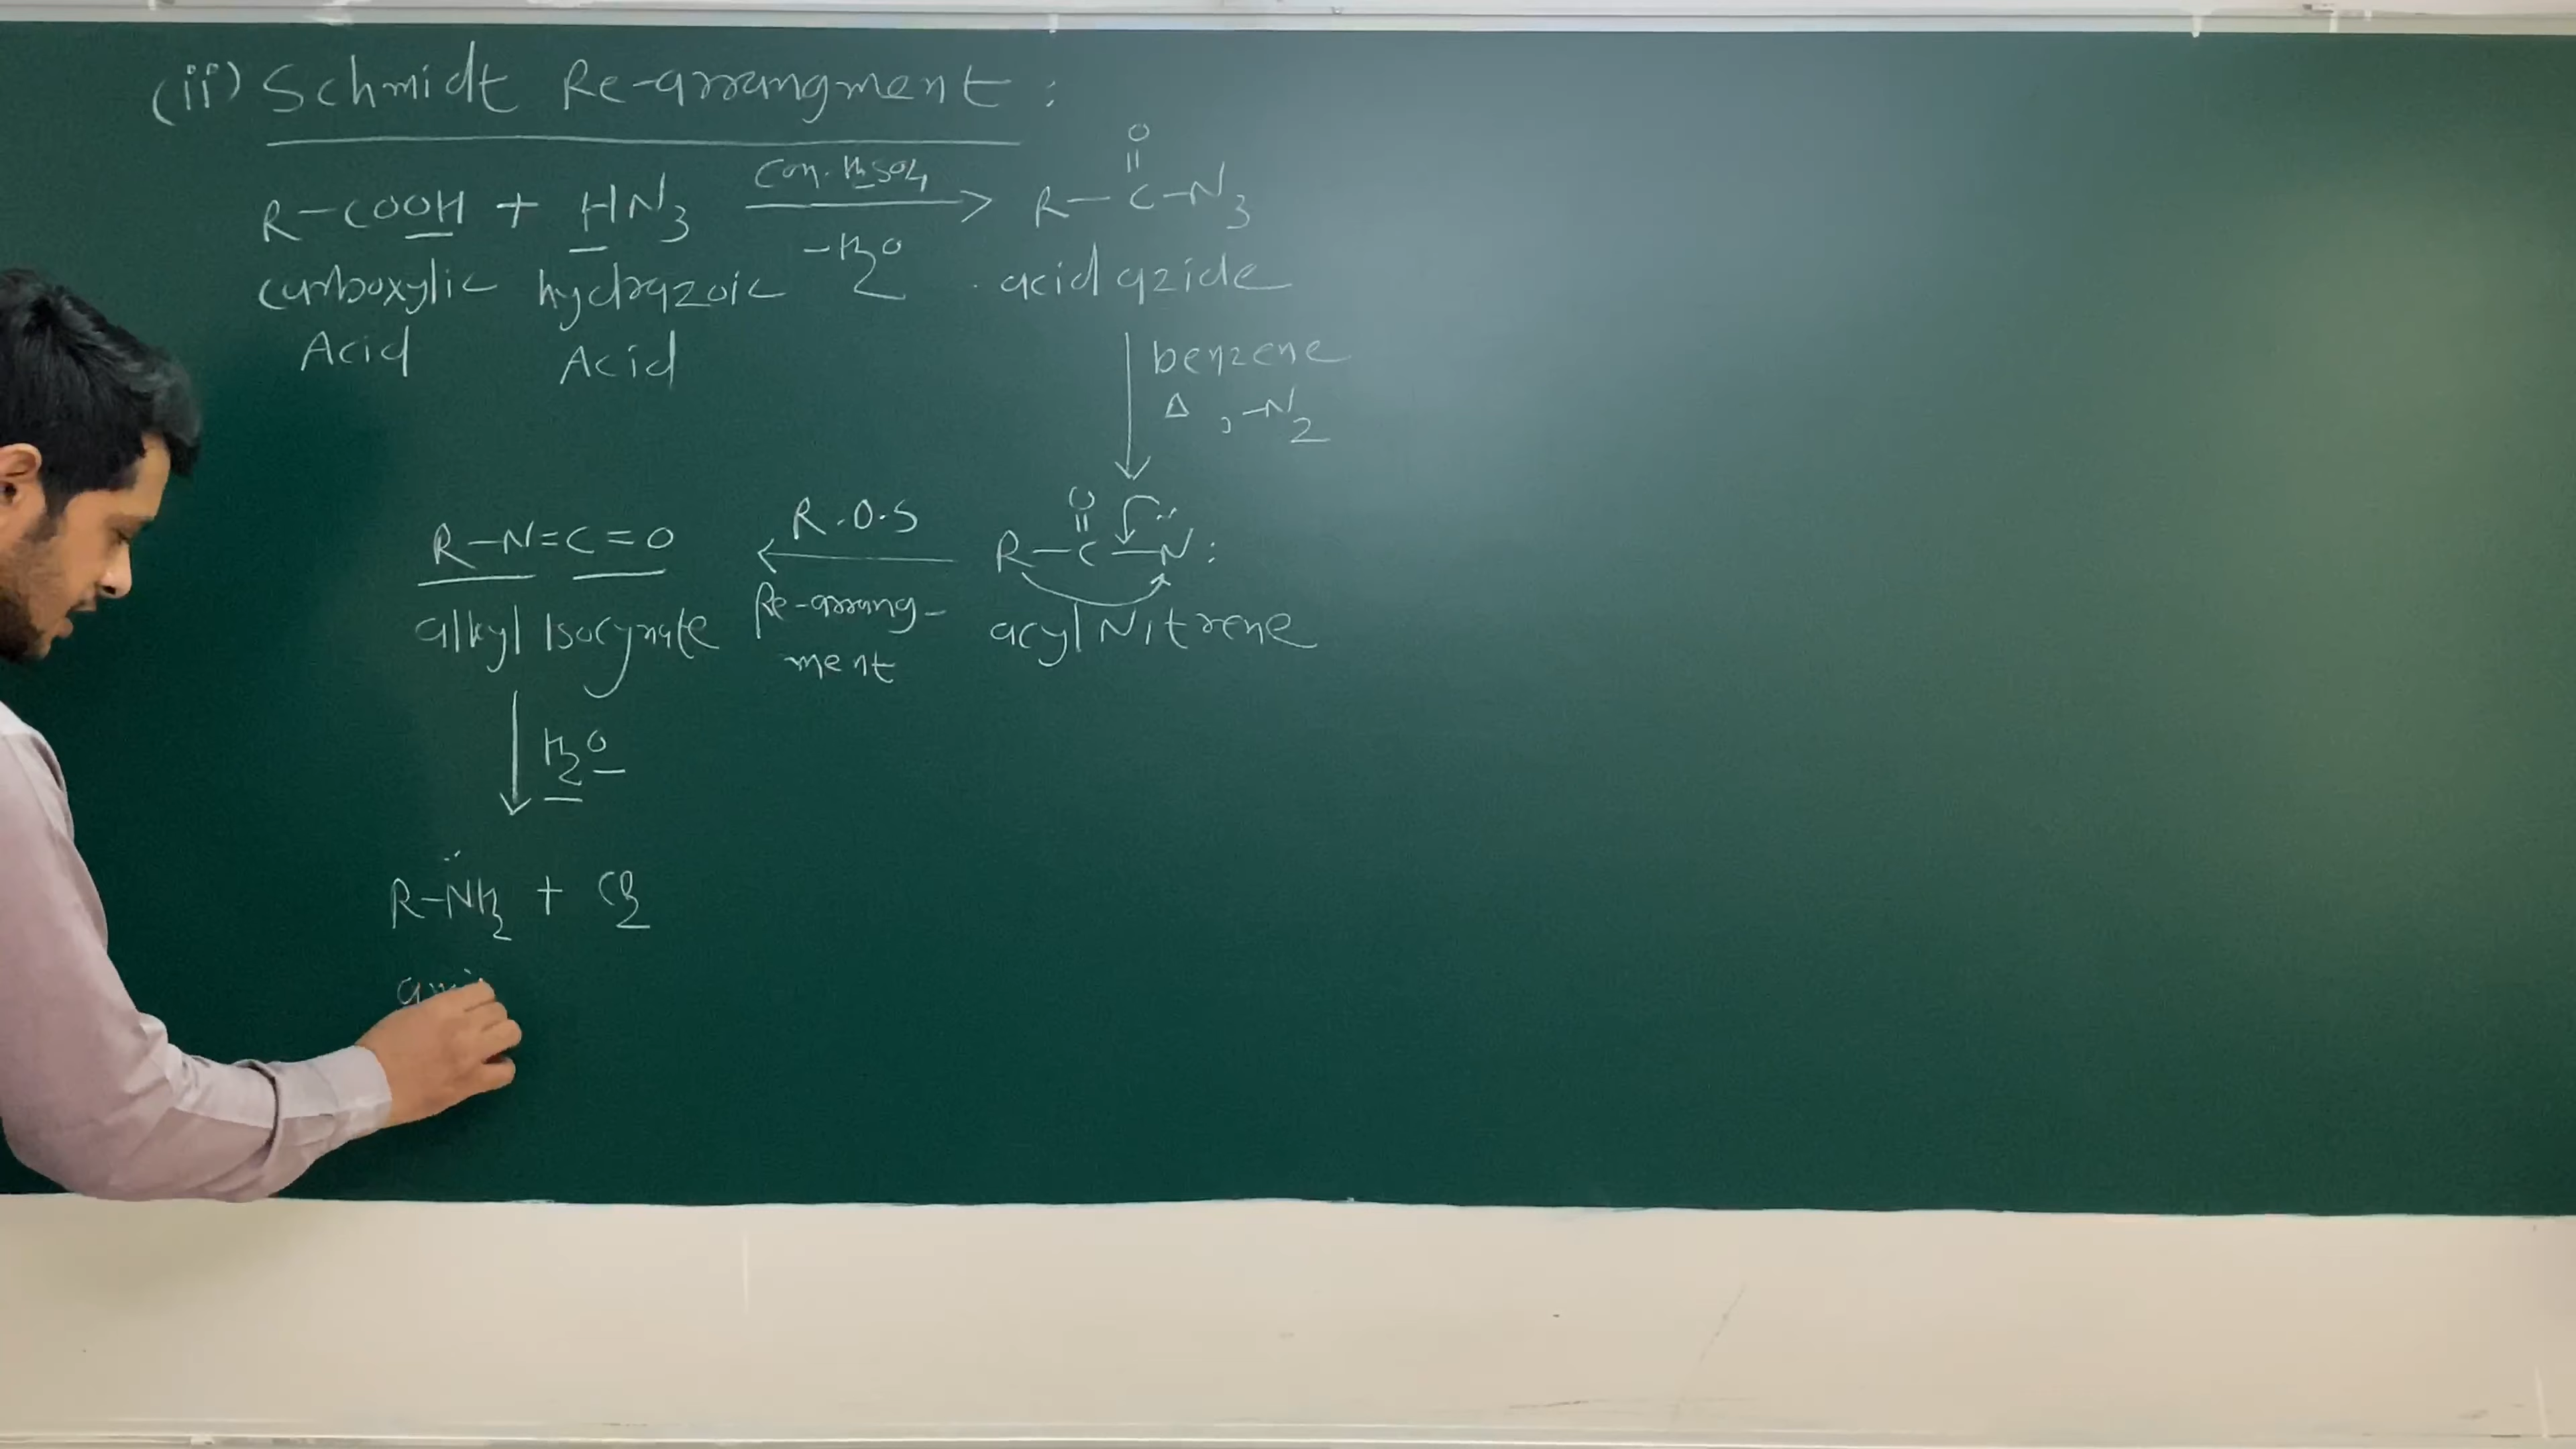 (ii) Schmidt Re-arrangment :
R-COOH + HN3 Con. H2SO4 -H2O R-C-N3
O
||
carboxylic Acid
hydrazoic Acid
acid azide
benzene
Δ , -N2
O
||
R-C-N:
acyl Nitrene
R.D.S
Re-arrang-
ment
R-N=C=O
alkyl Isocynate
H2O
R-NH2 + CO2
ami